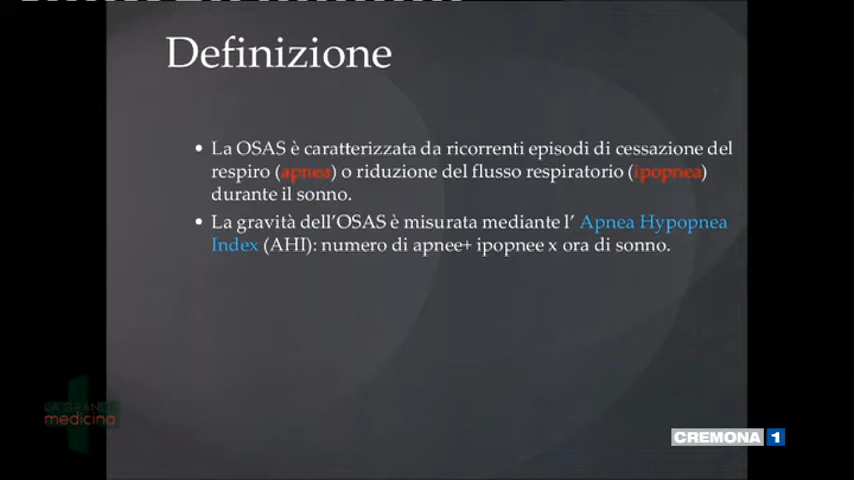 Definizione
• La OSAS è caratterizzata da ricorrenti episodi di cessazione del
respiro (apnea) o riduzione del flusso respiratorio (ipopnea)
durante il sonno.
• La gravità dell'OSAS è misurata mediante l' Apnea Hypopnea
Index (AHI): numero di apnee+ ipopnee x ora di sonno.
LA GRANDE
medicina
CREMONA 1